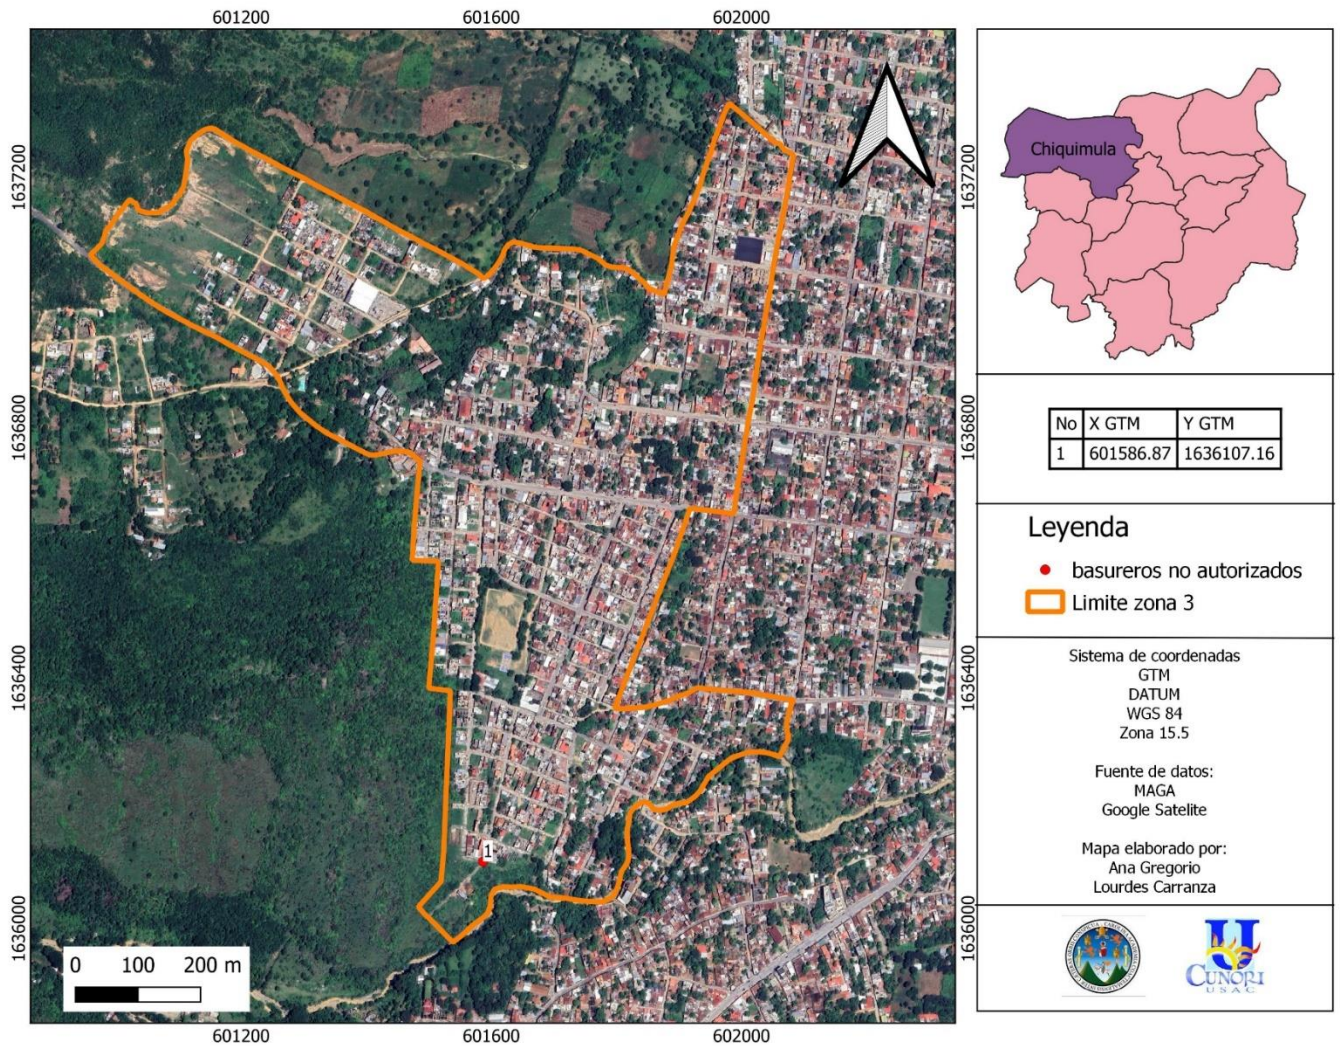 601200 601600 602000
1637200
1636800
1636400
1636000
1
0 100 200 m
601200 601600 602000
1637200
1636800
1636400
1636000
Chiquimula
No X GTM Y GTM
1 601586.87 1636107.16
Leyenda
basureros no autorizados
Limite zona 3
Sistema de coordenadas
GTM
DATUM
WGS 84
Zona 15.5
Fuente de datos:
MAGA
Google Satelite
Mapa elaborado por:
Ana Gregorio
Lourdes Carranza
U
CUNORI
USAC